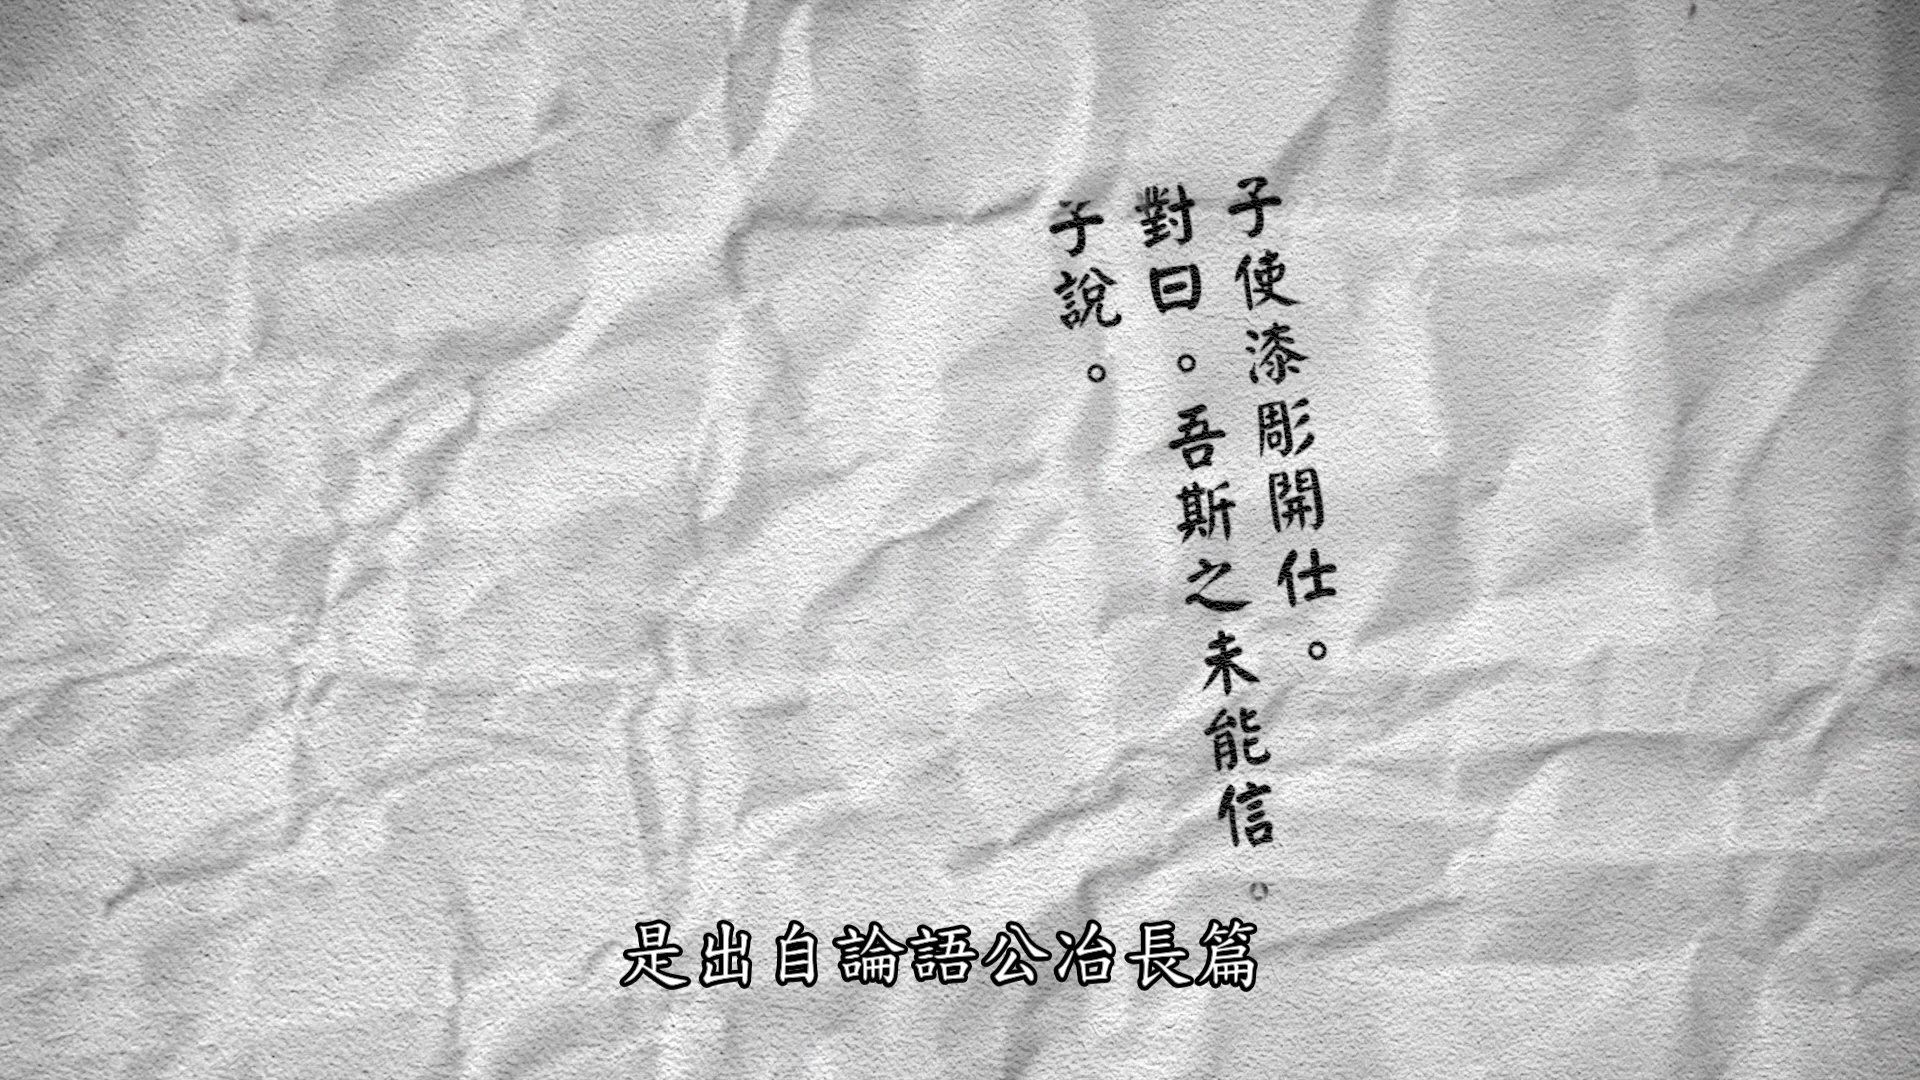 子使漆彫開仕。
對曰。吾斯之未能信。
子說。
是出自論語公冶長篇